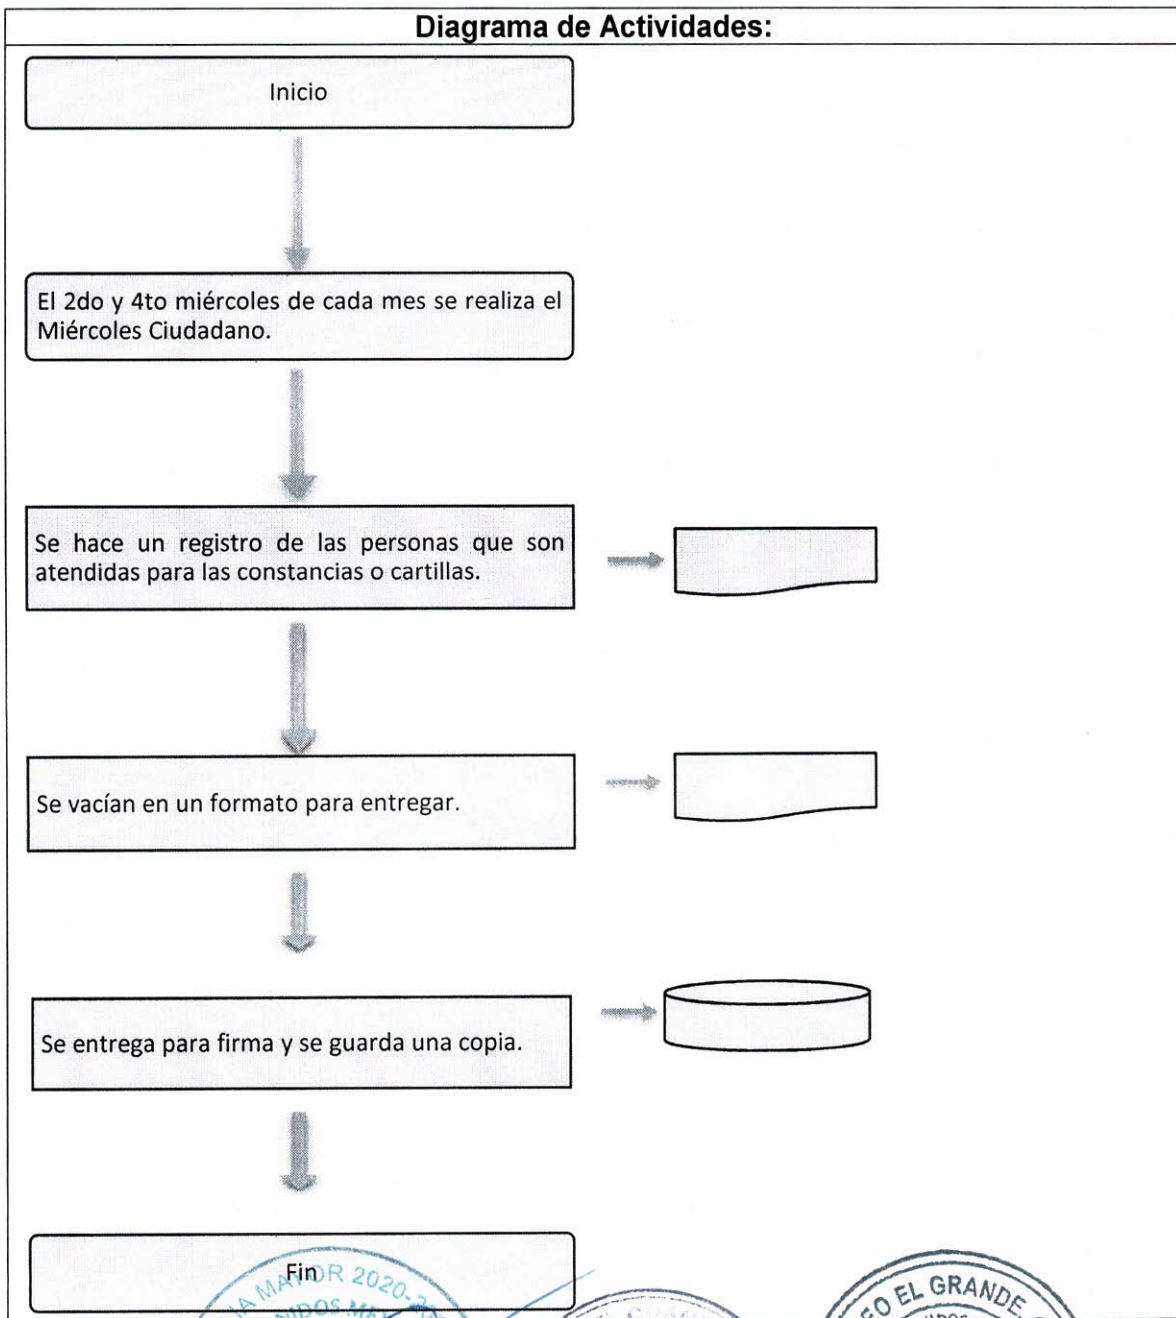 Diagrama de Actividades:
Inicio
El 2do y 4to miércoles de cada mes se realiza el
Miércoles Ciudadano.
Se hace un registro de las personas que son
atendidas para las constancias o cartillas.
Se vacían en un formato para entregar.
Se entrega para firma y se guarda una copia.
Fin
MAYOR 2020-
EL GRANDE,